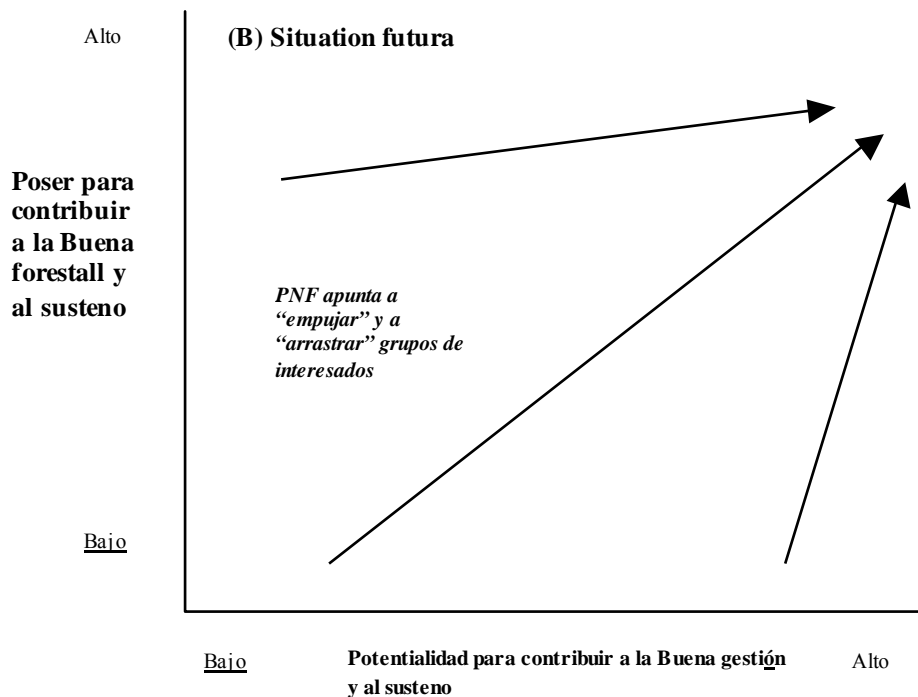 Alto
(B) Situation futura
Poser para
contribuir
a la Buena
forestall y
al susteno
PNF apunta a
“empujar” y a
“arrastrar” grupos de
interesados
Bajo
Bajo
Potentialidad para contribuir a la Buena gestión
y al susteno
Alto